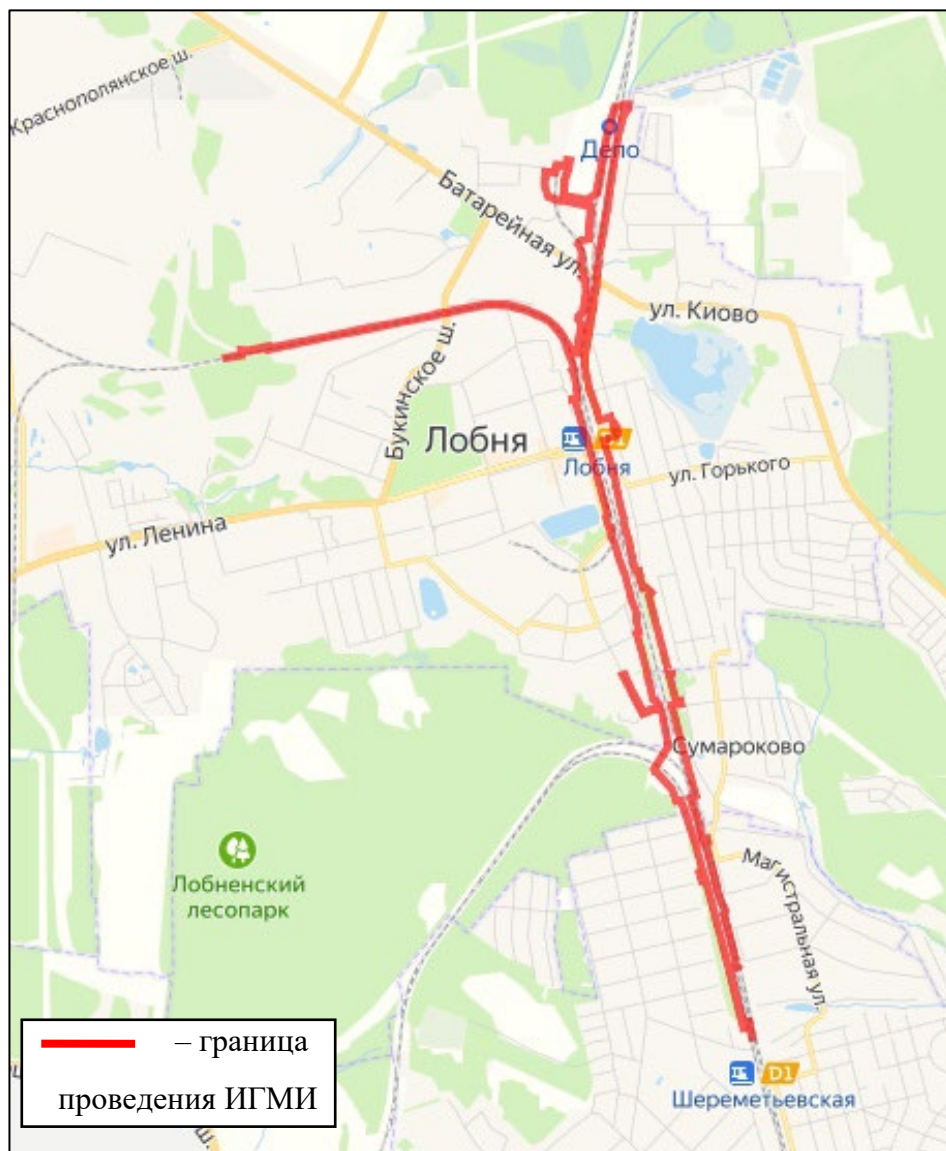 Краснополянское ш.
Депо
Батарейная ул.
ул. Киово
Букинское ш.
Лобня
D1
Лобня
ул. Горького
ул. Ленина
Сумароково
Магистральная ул.
Лобненский
лесопарк
– граница
проведения ИГМИ
D1
Шереметьевская
ш.